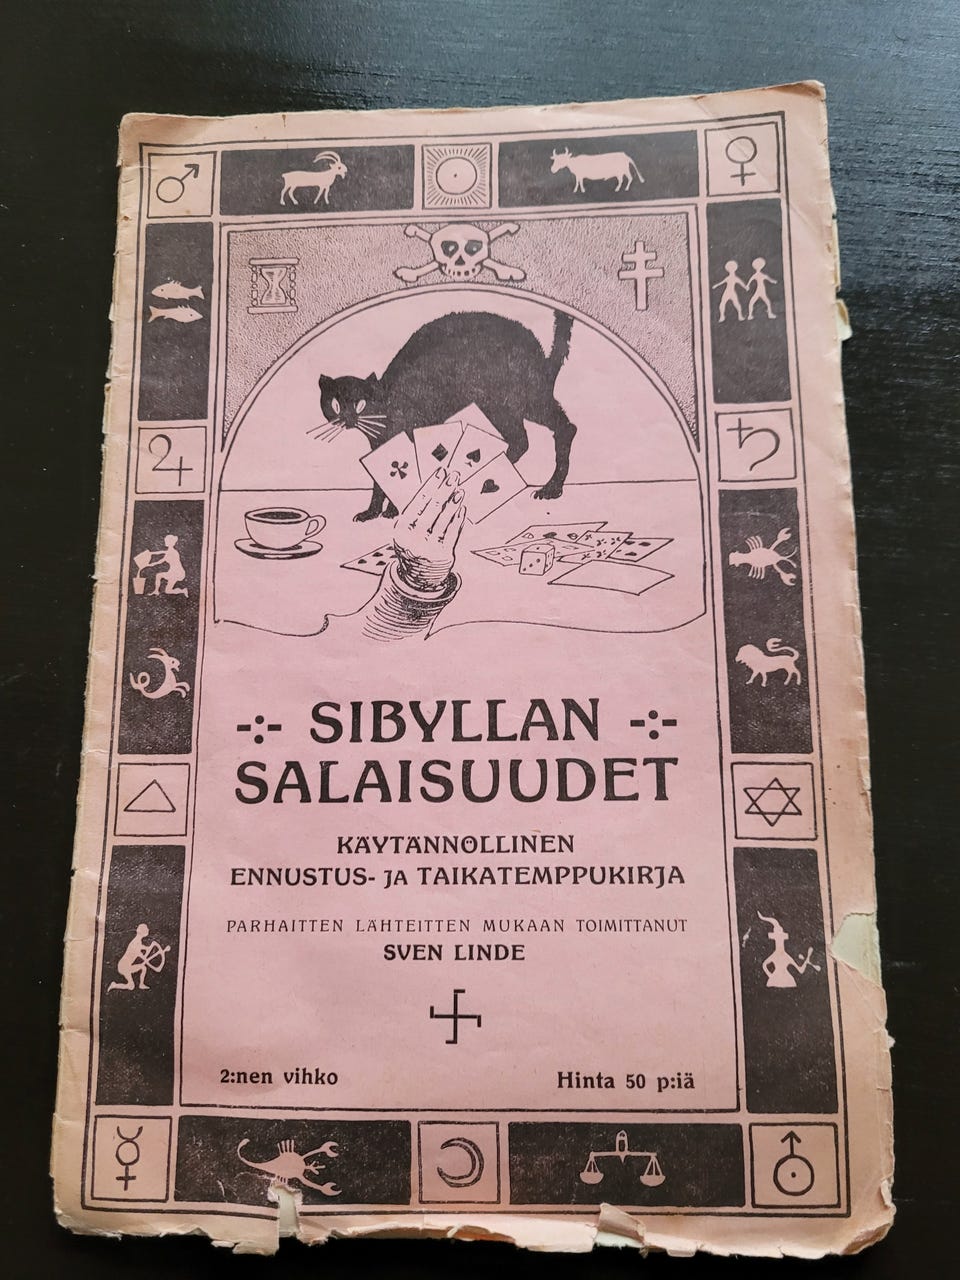 SIBYLLAN
SALAISUUDET
KÄYTÄNNÖLLINEN
ENNUSTUS- JA TAIKATEMPPUKIRJA
PARHAITTEN LÄHTEITTEN MUKAAN TOIMITTANUT
SVEN LINDE
2:nen vihko
Hinta 50 p:iä